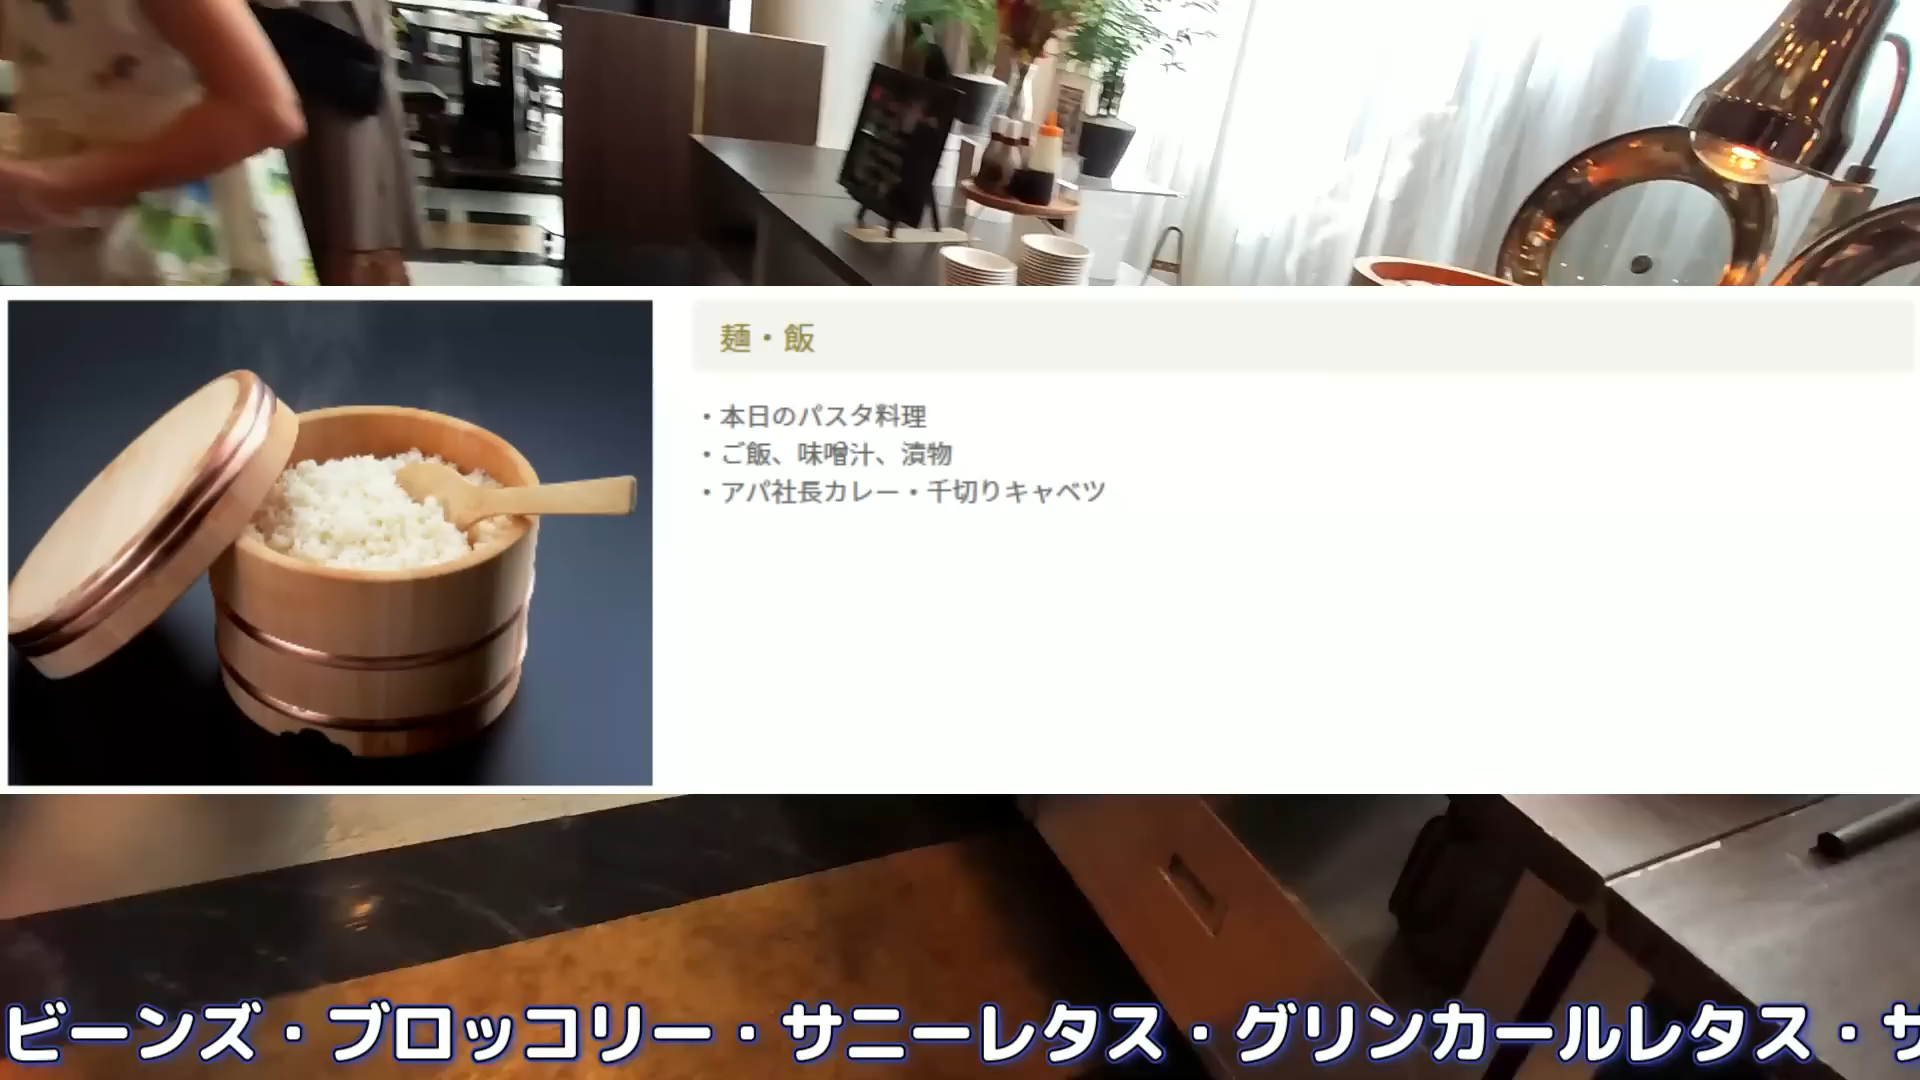 麺・飯
・本日のパスタ料理
・ご飯、味噌汁、漬物
・アパ社長カレー・千切りキャベツ
ビーンズ・ブロッコリー・サニーレタス・グリンカールレタス・サ